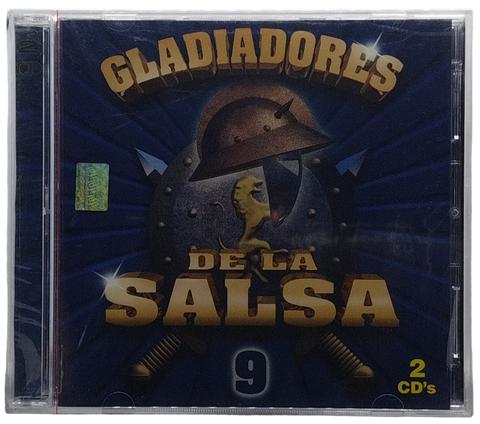 GLADIADORES
DE LA
SALSA
9
2
CD's